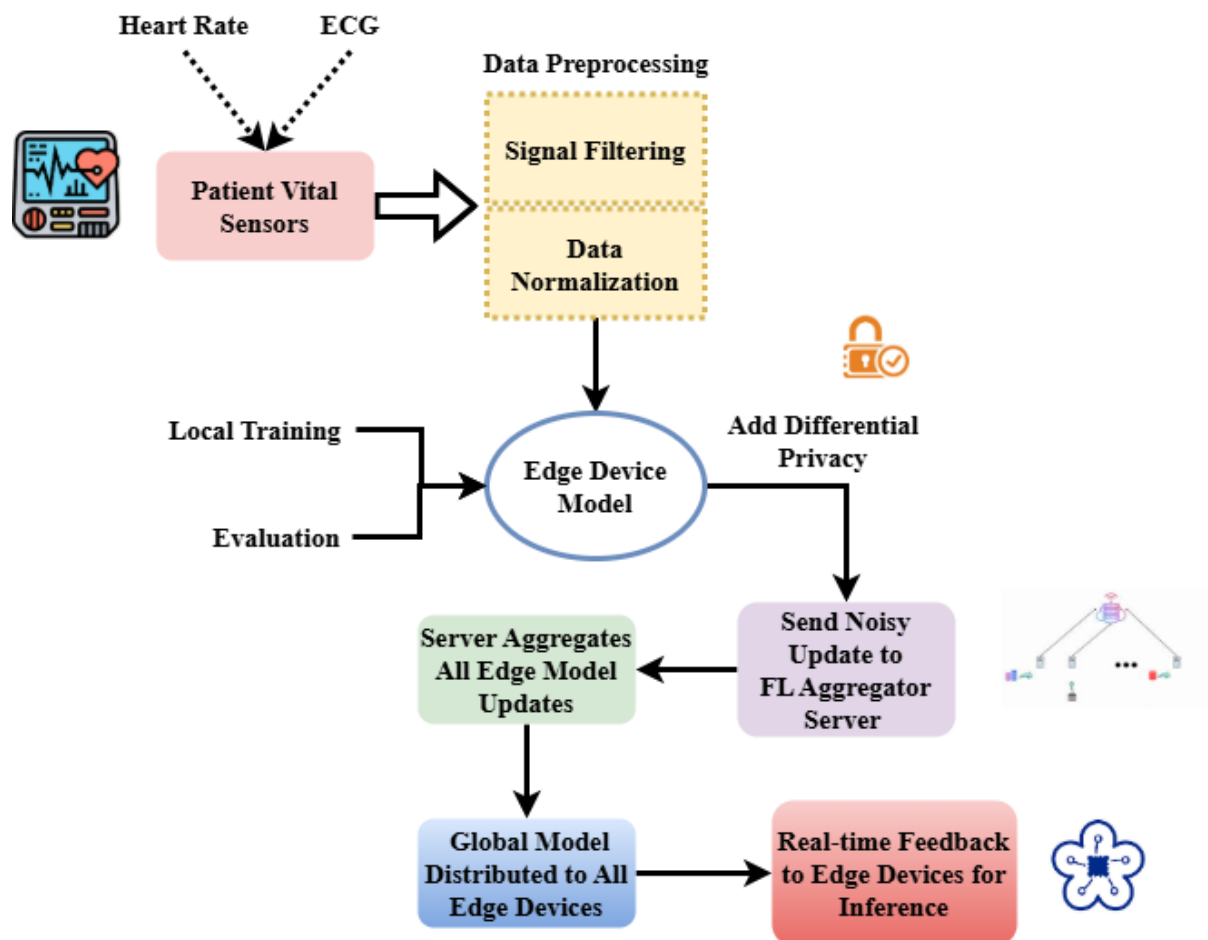 Heart Rate
ECG
Data Preprocessing
Signal Filtering
Patient Vital
Sensors
Data
Normalization
Add Differential
Privacy
Local Training
Edge Device
Model
Evaluation
Send Noisy
Update to
FL Aggregator
Server
Server Aggregates
All Edge Model
Updates
Global Model
Distributed to All
Edge Devices
Real-time Feedback
to Edge Devices for
Inference